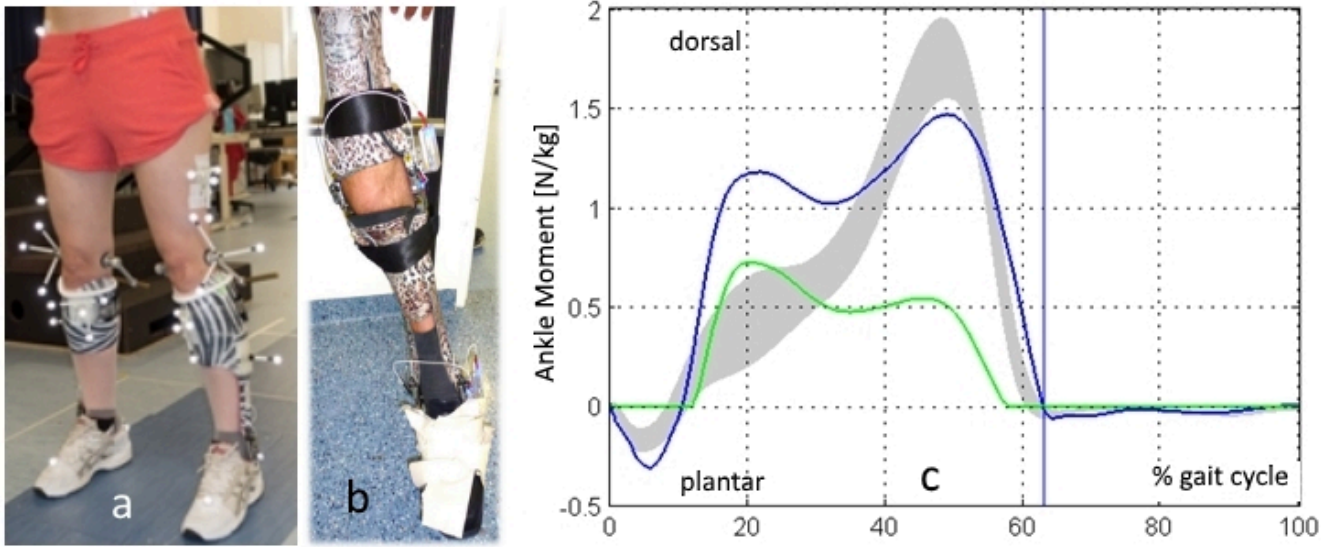 a
b
dorsal
plantar
c
% gait cycle
Ankle Moment [N/kg]
2
1.5
1
0.5
0
-0.5
0 20 40 60 80 100